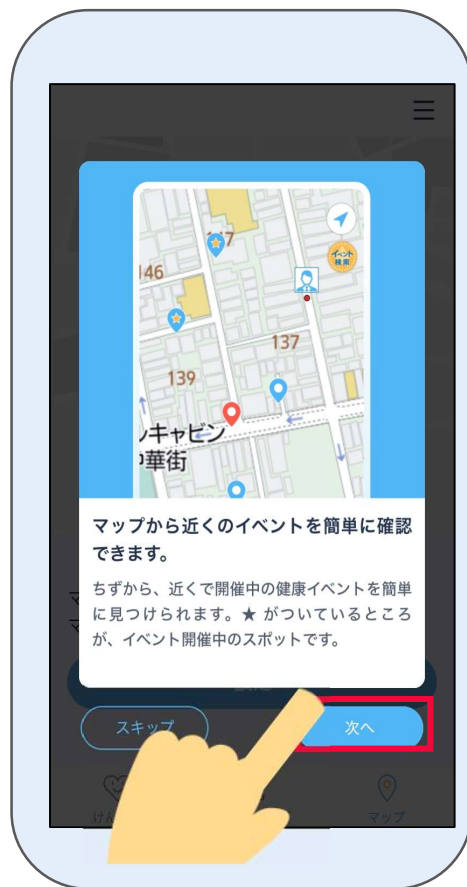 147
イベント
検索
146
137
139
ルキャビン
中華街
マップから近くのイベントを簡単に確認
できます。
ちずから、近くで開催中の健康イベントを簡単
に見つけられます。★ がついているところ
が、イベント開催中のスポットです。
スキップ
次へ
マップ